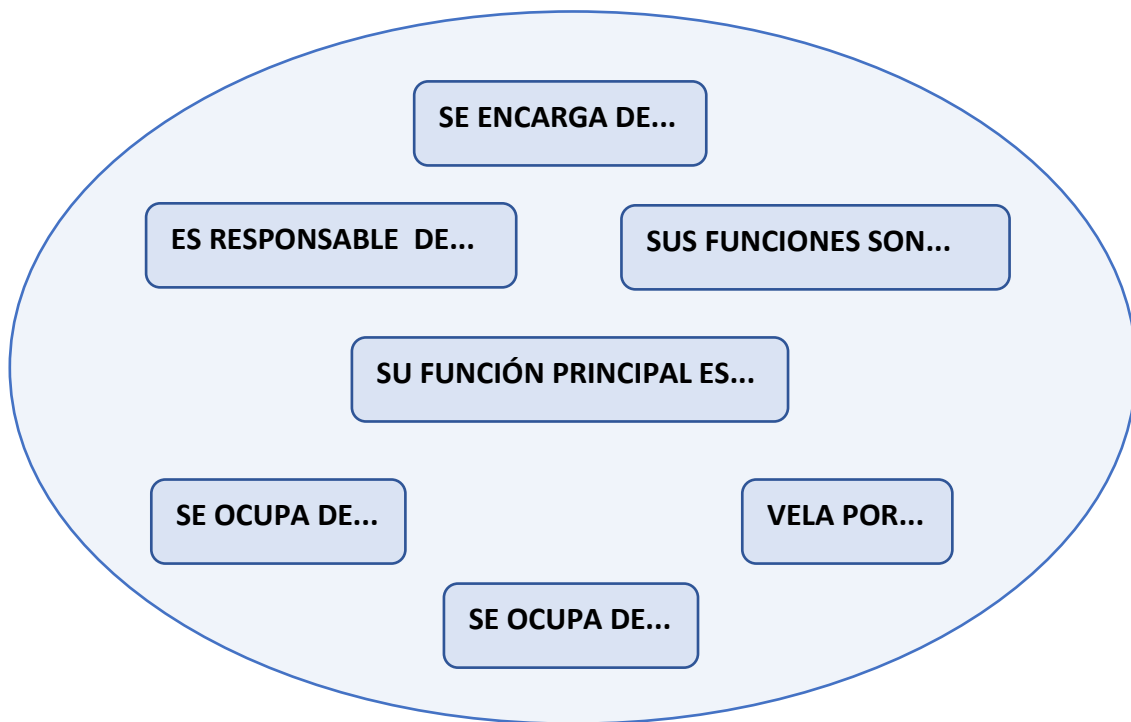 SE ENCARGA DE...
ES RESPONSABLE  DE...
SUS FUNCIONES SON...
SU FUNCIÓN PRINCIPAL ES...
SE OCUPA DE...
VELA POR...
SE OCUPA DE...